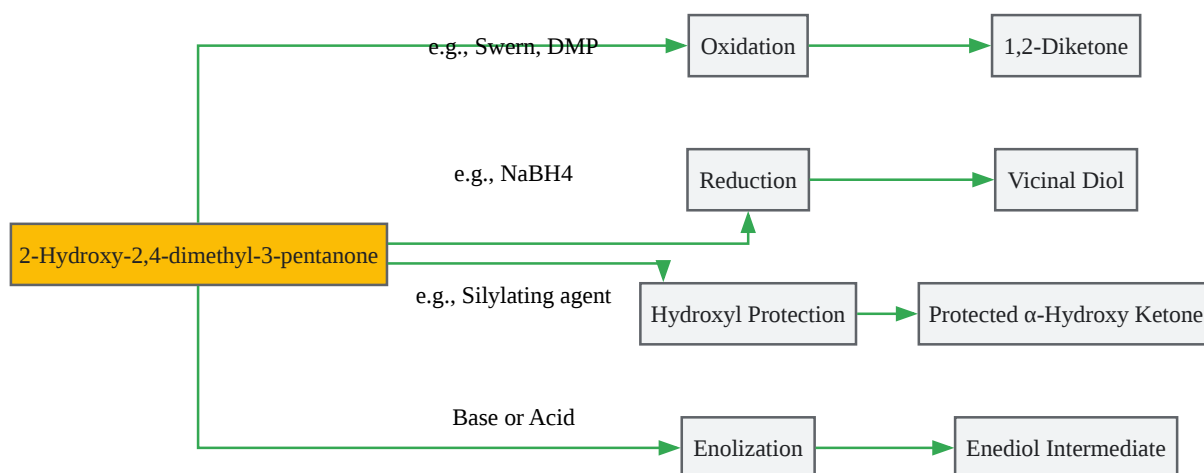 e.g., Swern, DMP
Oxidation
1,2-Diketone
e.g., NaBH4
Reduction
Vicinal Diol
2-Hydroxy-2,4-dimethyl-3-pentanone
e.g., Silylating agent
Hydroxyl Protection
Protected α-Hydroxy Ketone
Base or Acid
Enolization
Enediol Intermediate